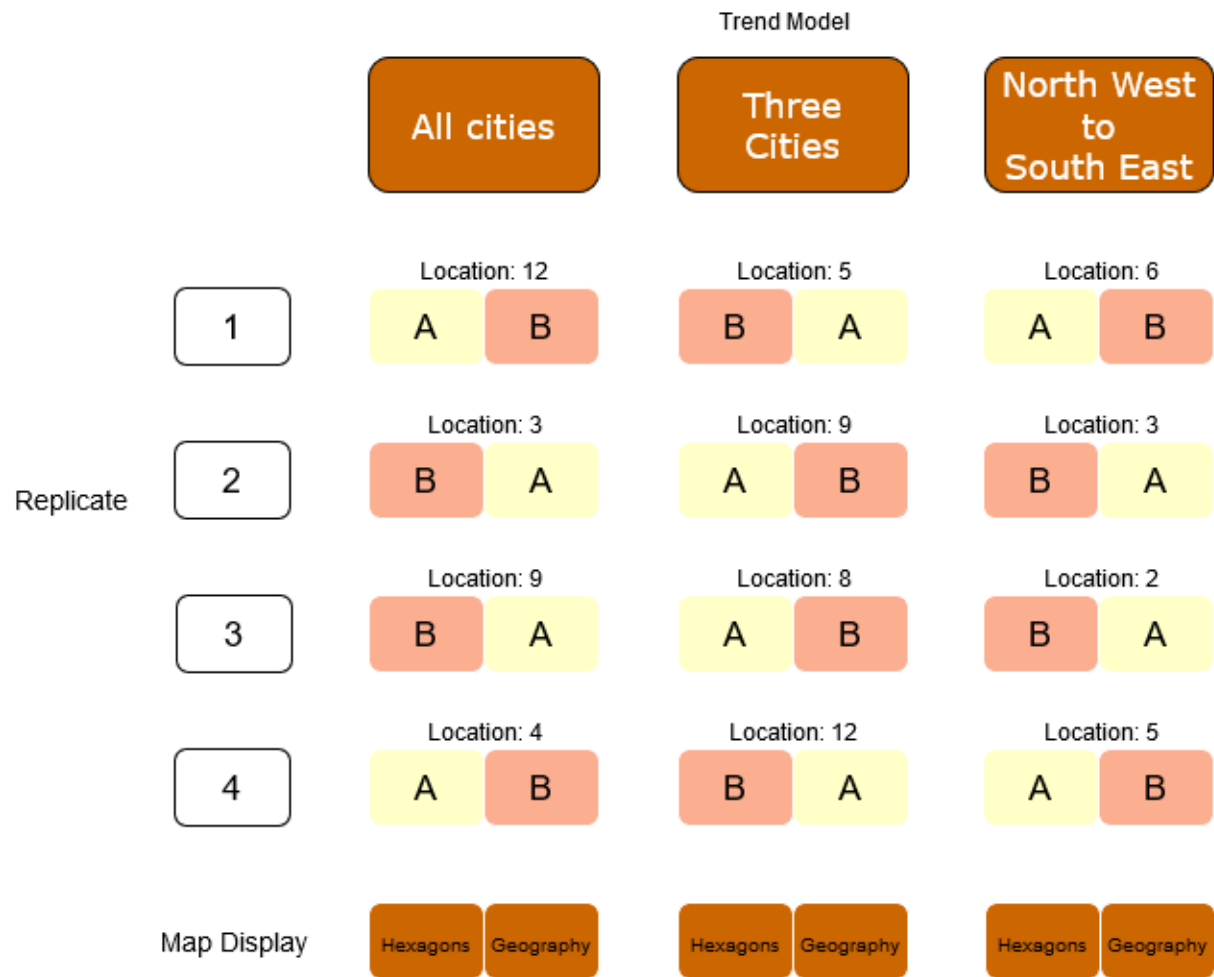 Trend Model
All cities
Three
Cities
North West
to
South East
Location: 12
Location: 5
Location: 6
1
A B
B A
A B
Location: 3
Location: 9
Location: 3
Replicate
2
B A
A B
B A
Location: 9
Location: 8
Location: 2
3
B A
A B
B A
Location: 4
Location: 12
Location: 5
4
A B
B A
A B
Map Display
Hexagons Geography
Hexagons Geography
Hexagons Geography